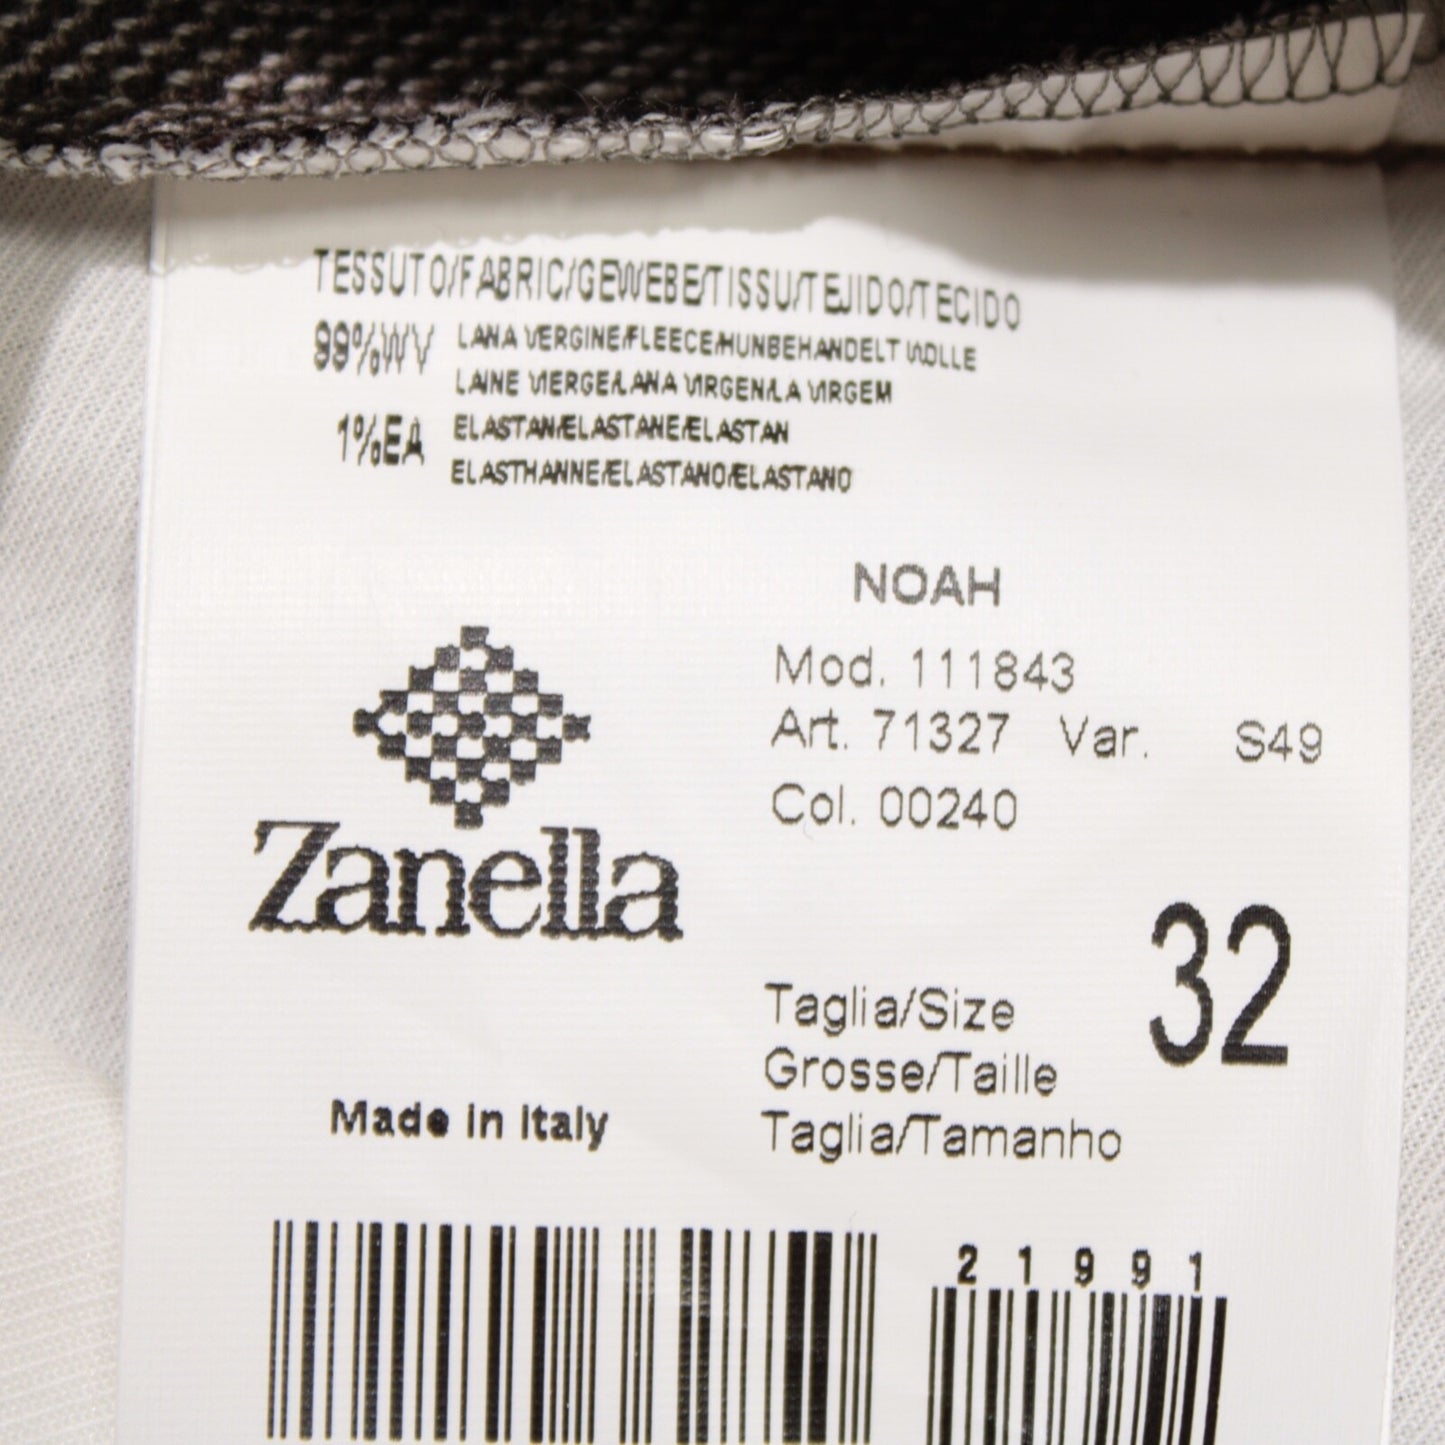 TESSUTO/FABRIC/GEWEBE/TISSU/TEJIDO/TECIDO
99%WV LANA VERGINE/FLEECE/HUNBEHANDELT WOLLE
LAINE VIERGE/LANA VIRGEN/LA VIRGEM
1%EA ELASTAN/ELASTANE/ELASTAN
ELASTHANNE/ELASTANO/ELASTANO
NOAH
Mod. 111843
Art. 71327 Var. S49
Col. 00240
Zanella
32
Taglia/Size
Grosse/Taille
Taglia/Tamanho
Made in Italy
21991